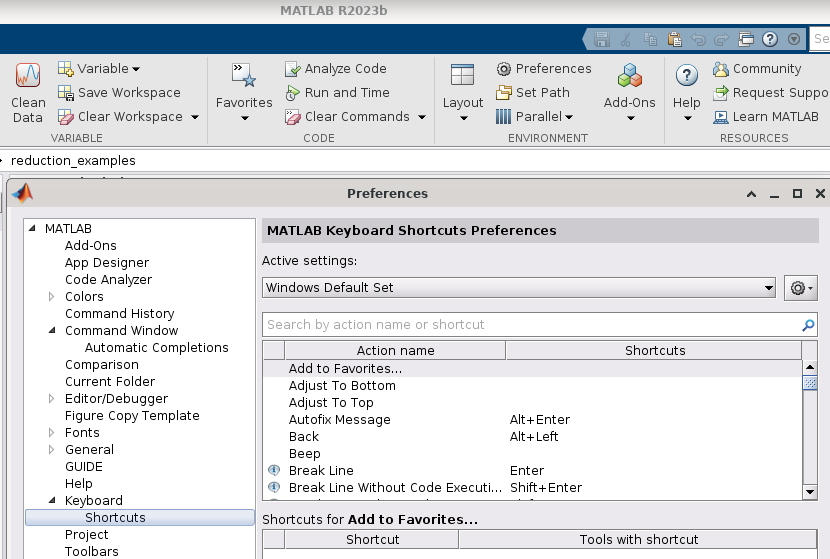 MATLAB R2023b
Se
Clean Data
Variable
Save Workspace
Clear Workspace
VARIABLE
Favorites
Analyze Code
Run and Time
Clear Commands
CODE
Layout
Preferences
Set Path
Parallel
Add-Ons
ENVIRONMENT
Help
Community
Request Suppo
Learn MATLAB
RESOURCES
reduction_examples
Preferences
MATLAB
Add-Ons
App Designer
Code Analyzer
Colors
Command History
Command Window
Automatic Completions
Comparison
Current Folder
Editor/Debugger
Figure Copy Template
Fonts
General
GUIDE
Help
Keyboard
Shortcuts
Project
Toolbars
MATLAB Keyboard Shortcuts Preferences
Active settings:
Windows Default Set
Search by action name or shortcut
Action name Shortcuts
Add to Favorites...
Adjust To Bottom
Adjust To Top
Autofix Message Alt+Enter
Back Alt+Left
Beep
Break Line Enter
Break Line Without Code Executi... Shift+Enter
Shortcuts for Add to Favorites...
Shortcut Tools with shortcut